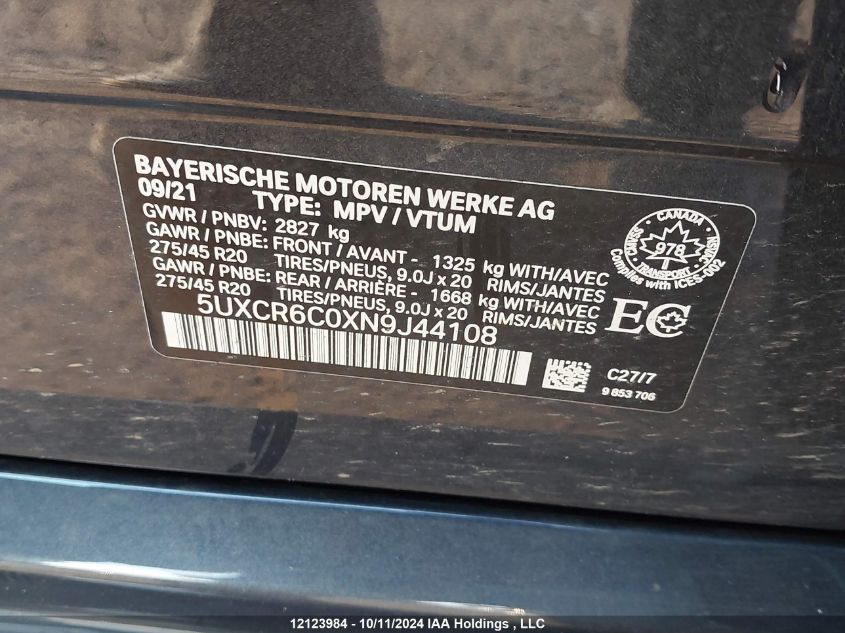 BAYERISCHE MOTOREN WERKE AG
09/21 TYPE: MPV / VTUM
GVWR / PNBV: 2827 kg
GAWR / PNBE: FRONT / AVANT - 1325 kg WITH/AVEC
275/45 R20 TIRES/PNEUS, 9.0J x 20 RIMS/JANTES
GAWR / PNBE: REAR / ARRIÈRE - 1668 kg WITH/AVEC
275/45 R20 TIRES/PNEUS, 9.0J x 20 RIMS/JANTES
5UXCR6C0XN9J44108
CANADA
978
TRANSPORT
Complies with ICES-002
EC
C27/7
9 853 706
12123984 - 10/11/2024 IAA Holdings , LLC